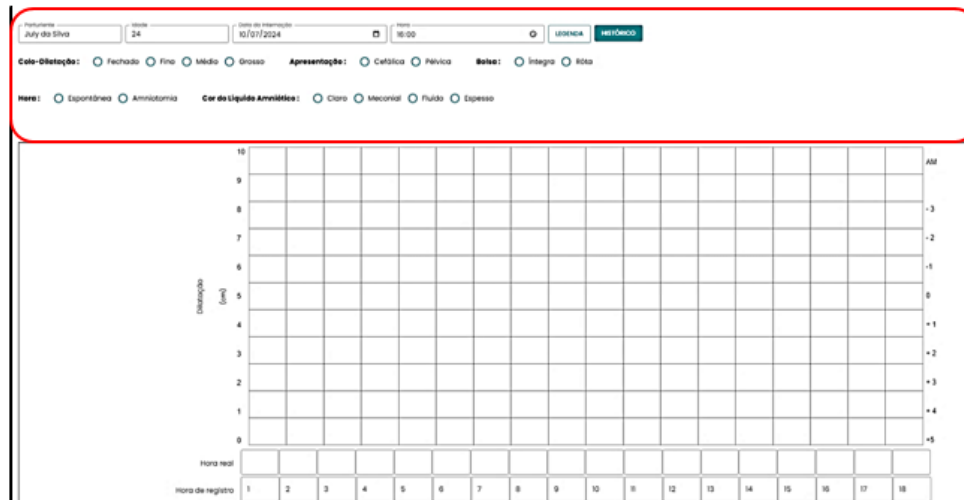 Parturiente Idade Data da Internação Hora
July da Silva 24 10/07/2024 16:00 LEGENDA HISTÓRICO
Colo-Dilatação: Fechado Fino Médio Grosso Apresentação: Cefálica Pélvica Bolsa: Íntegra Rôta
Hora: Espontânea Amniotomia Cor do Líquido Amniótico: Claro Meconial Fluído Espesso
10 AM
9
8 - 3
7 - 2
6 -1
Dilatação (cm)
5 0
4 + 1
3 + 2
2 + 3
1 + 4
0 +5
Hora real
Hora de registro 1 2 3 4 5 6 7 8 9 10 11 12 13 14 15 16 17 18